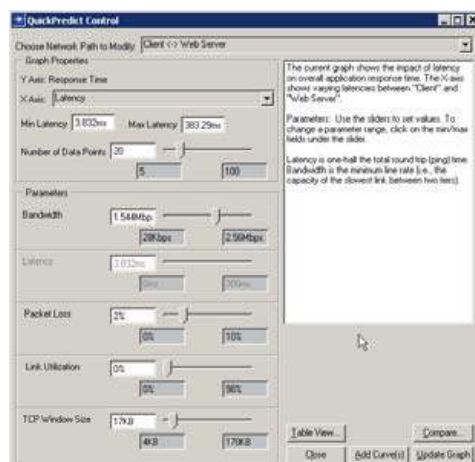 QuickPredict Control
Choose Network Path to Modify: Client <-> Web Server
Graph Properties
Y Axis: Response Time
X Axis: Latency
Min Latency 3.832ms Max Latency 383.29ms
Number of Data Points 20
5 100
Parameters
Bandwidth 1.544Mbp
28Kbps 2.56Mbps
Latency 3.832ms
0ms 300ms
Packet Loss 2%
0% 10%
Link Utilization 0%
0% 98%
TCP Window Size 17KB
4KB 170KB
The current graph shows the impact of latency
on overall application response time. The X-axis
shows varying latencies between "Client" and
"Web Server".
Parameters: Use the sliders to set values. To
change a parameter range, click on the min/max
fields under the slider.
Latency is one-half the total round trip (ping) time.
Bandwidth is the minimum line rate (i.e., the
capacity of the slowest link between two tiers).
Table View... Compare...
Close Add Curve(s) Update Graph